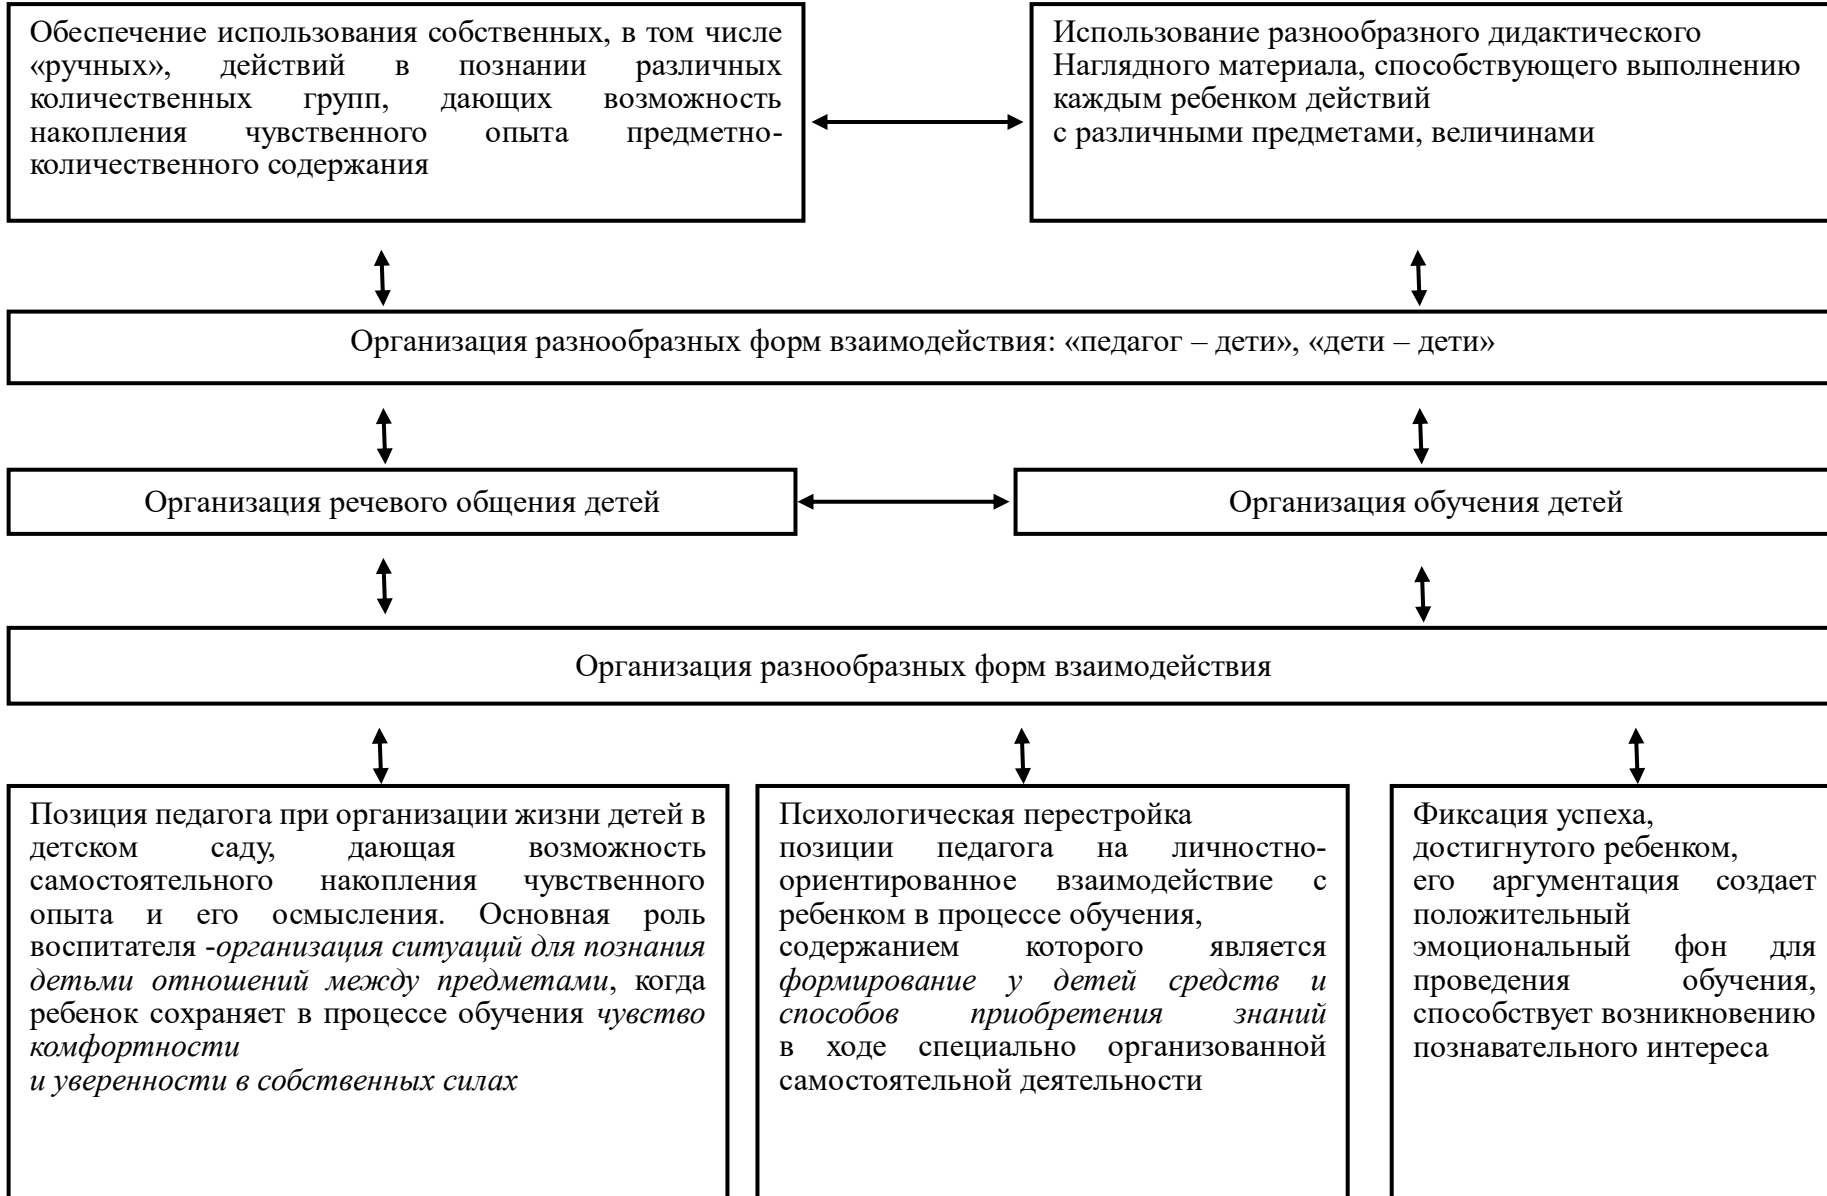 Обеспечение использования собственных, в том числе
«ручных», действий в познании различных
количественных групп, дающих возможность
накопления чувственного опыта предметно-
количественного содержания
Использование разнообразного дидактического
Наглядного материала, способствующего выполнению
каждым ребенком действий
с различными предметами, величинами
Организация разнообразных форм взаимодействия: «педагог – дети», «дети – дети»
Организация речевого общения детей
Организация обучения детей
Организация разнообразных форм взаимодействия
Позиция педагога при организации жизни детей в
детском саду, дающая возможность
самостоятельного накопления чувственного
опыта и его осмысления. Основная роль
воспитателя -организация ситуаций для познания
детьми отношений между предметами, когда
ребенок сохраняет в процессе обучения чувство
комфортности
и уверенности в собственных силах
Психологическая перестройка
позиции педагога на личностно-
ориентированное взаимодействие с
ребенком в процессе обучения,
содержанием которого является
формирование у детей средств и
способов приобретения знаний
в ходе специально организованной
самостоятельной деятельности
Фиксация успеха,
достигнутого ребенком,
его аргументация создает
положительный
эмоциональный фон для
проведения обучения,
способствует возникновению
познавательного интереса